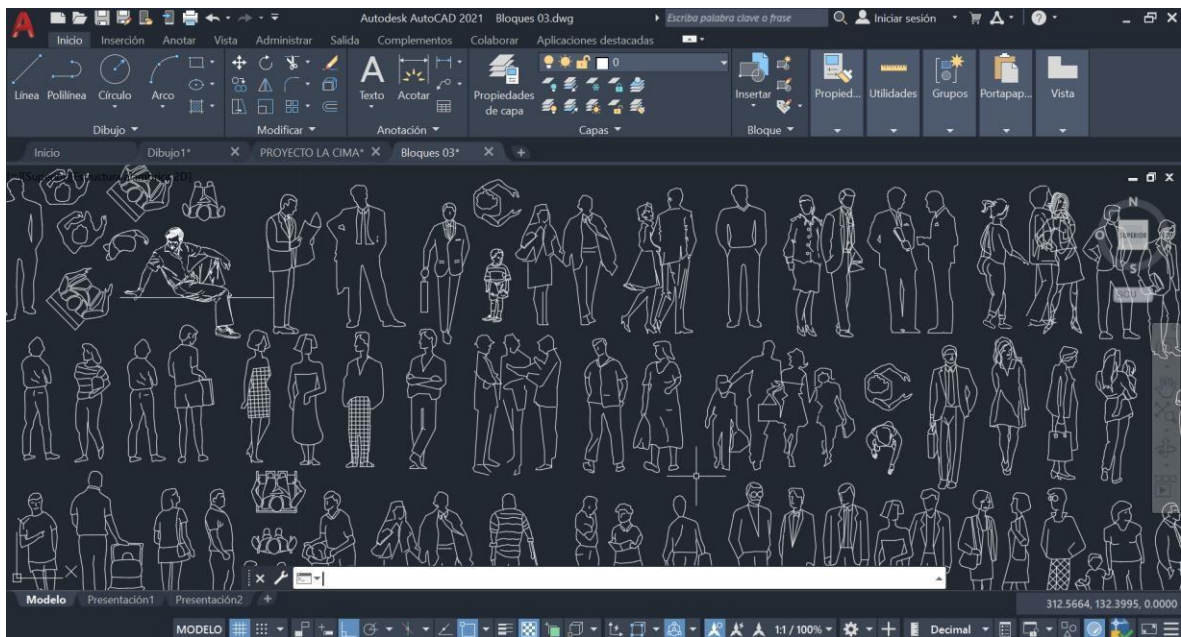 Autodesk AutoCAD 2021 Bloques 03.dwg Escriba palabra clave o frase Iniciar sesión
Inicio Inserción Anotar Vista Administrar Salida Complementos Colaborar Aplicaciones destacadas
0
Línea Polilínea Círculo Arco Texto Acotar Propiedades de capa Insertar Propied... Utilidades Grupos Portapap... Vista
Dibujo Modificar Anotación Capas Bloque
Inicio Dibujo1* PROYECTO LA CIMA* Bloques 03*
N
SUPERIOR
S
SCU
X
Modelo Presentación1 Presentación2
312.5664, 132.3995, 0.0000
MODELO 1:1 / 100% Decimal